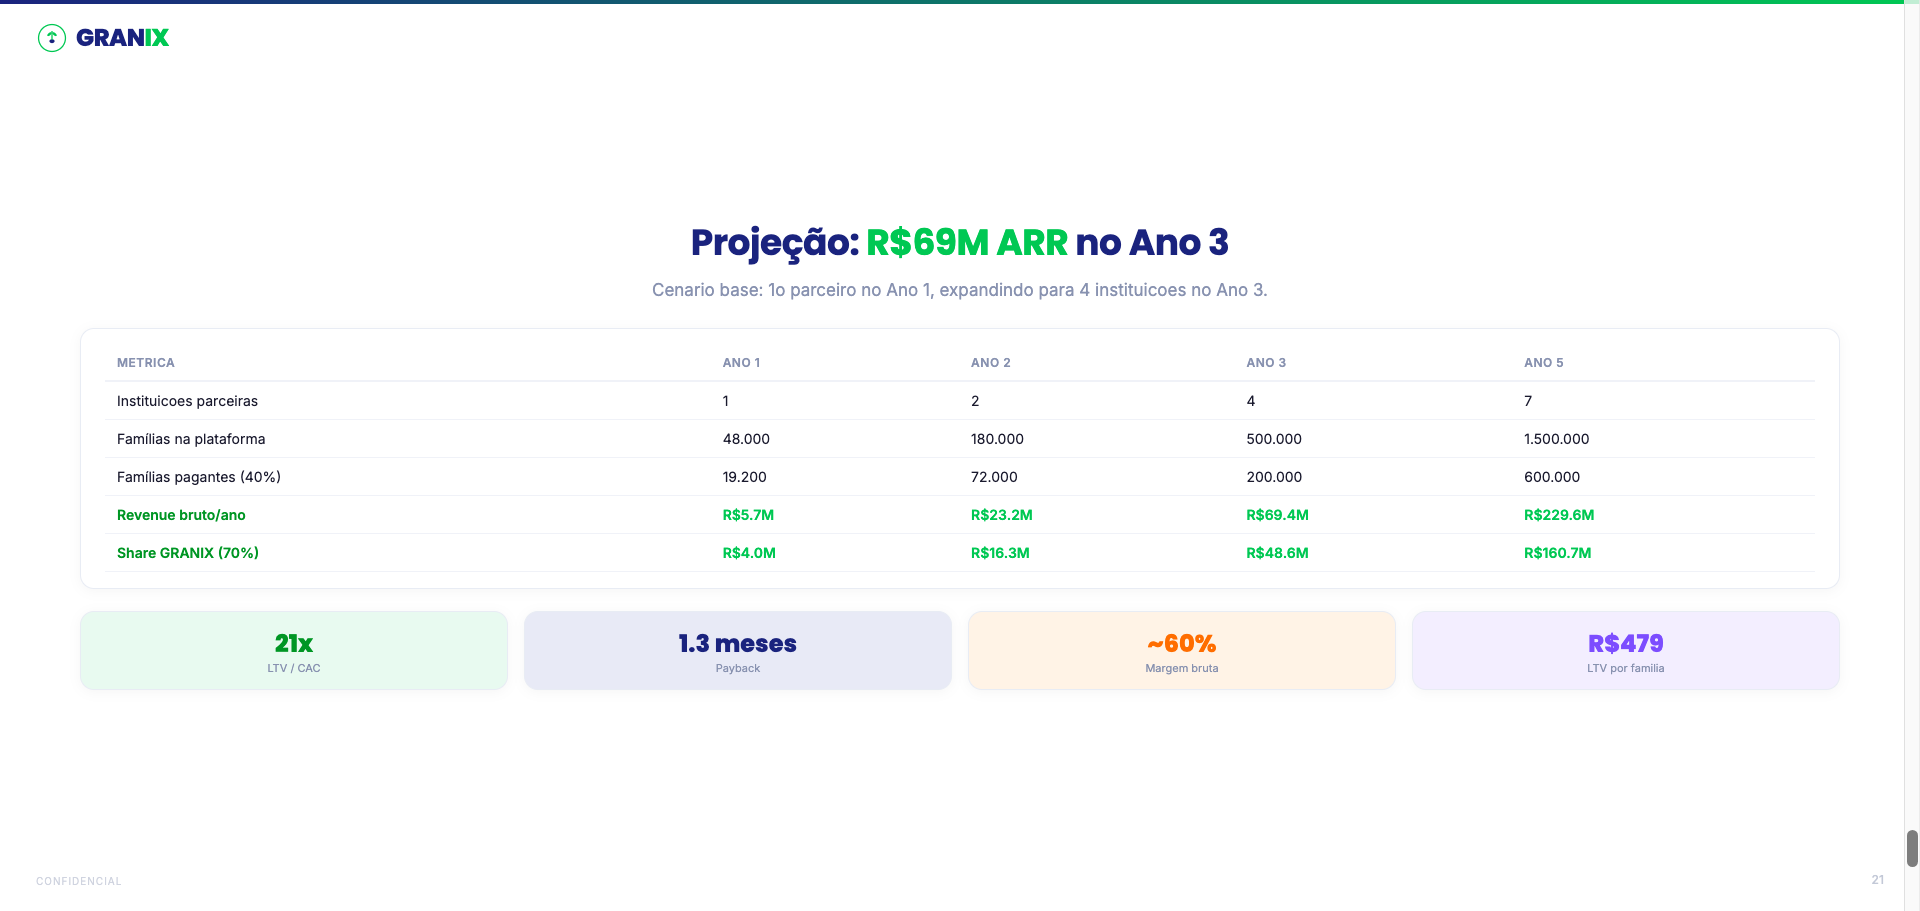 GRANIX
Projeção: R$69M ARR no Ano 3
Cenario base: 1o parceiro no Ano 1, expandindo para 4 instituicoes no Ano 3.
METRICA ANO 1 ANO 2 ANO 3 ANO 5
Instituicoes parceiras 1 2 4 7
Famílias na plataforma 48.000 180.000 500.000 1.500.000
Famílias pagantes (40%) 19.200 72.000 200.000 600.000
Revenue bruto/ano R$5.7M R$23.2M R$69.4M R$229.6M
Share GRANIX (70%) R$4.0M R$16.3M R$48.6M R$160.7M
21x
LTV / CAC
1.3 meses
Payback
~60%
Margem bruta
R$479
LTV por familia
CONFIDENCIAL
21